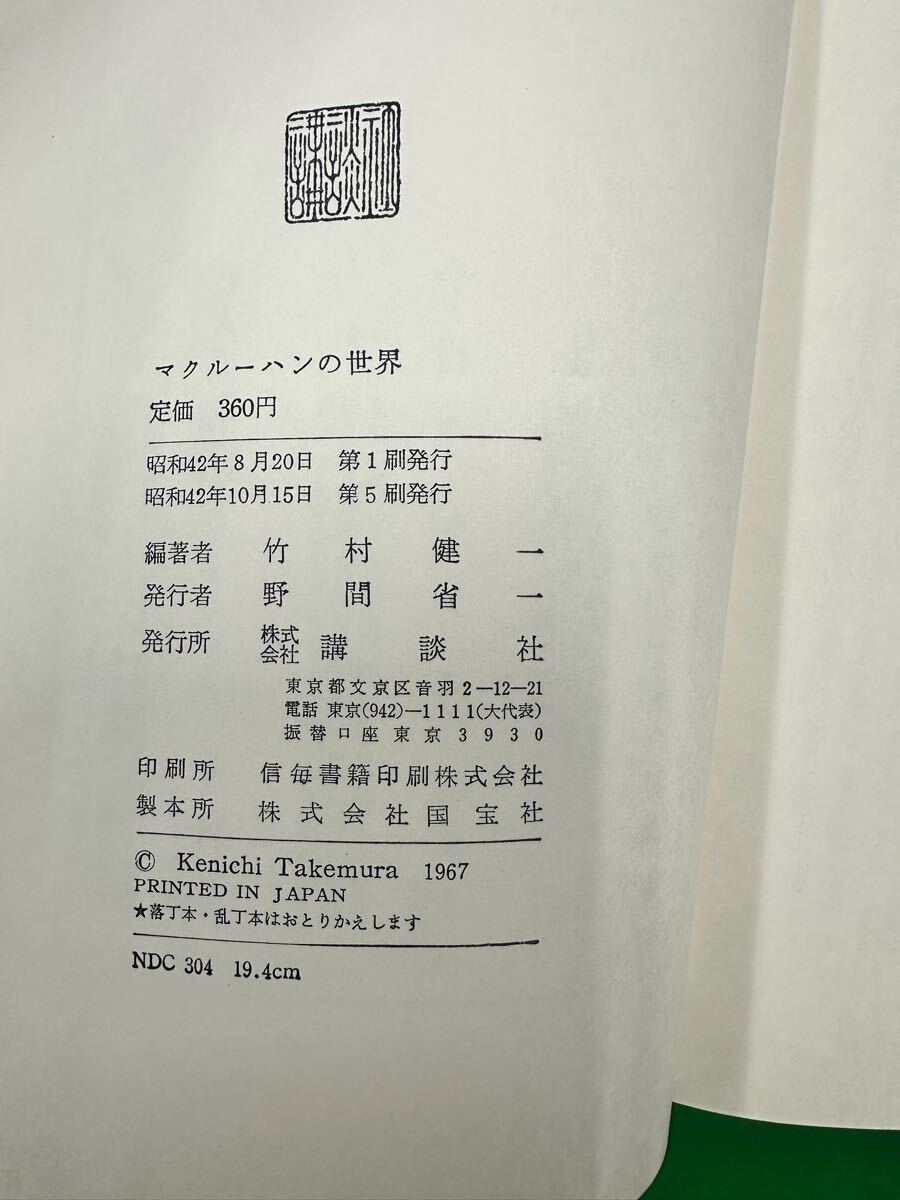 講談社
マクルーハンの世界
定価 360円
昭和42年8月20日 第1刷発行
昭和42年10月15日 第5刷発行
編著者 竹村健一
発行者 野間省一
発行所 株式会社 講談社
東京都文京区音羽2—12—21
電話 東京(942)—1111(大代表)
振替口座東京3930
印刷所 信毎書籍印刷株式会社
製本所 株式会社国宝社
© Kenichi Takemura 1967
PRINTED IN JAPAN
★落丁本・乱丁本はおとりかえします
NDC 304 19.4cm